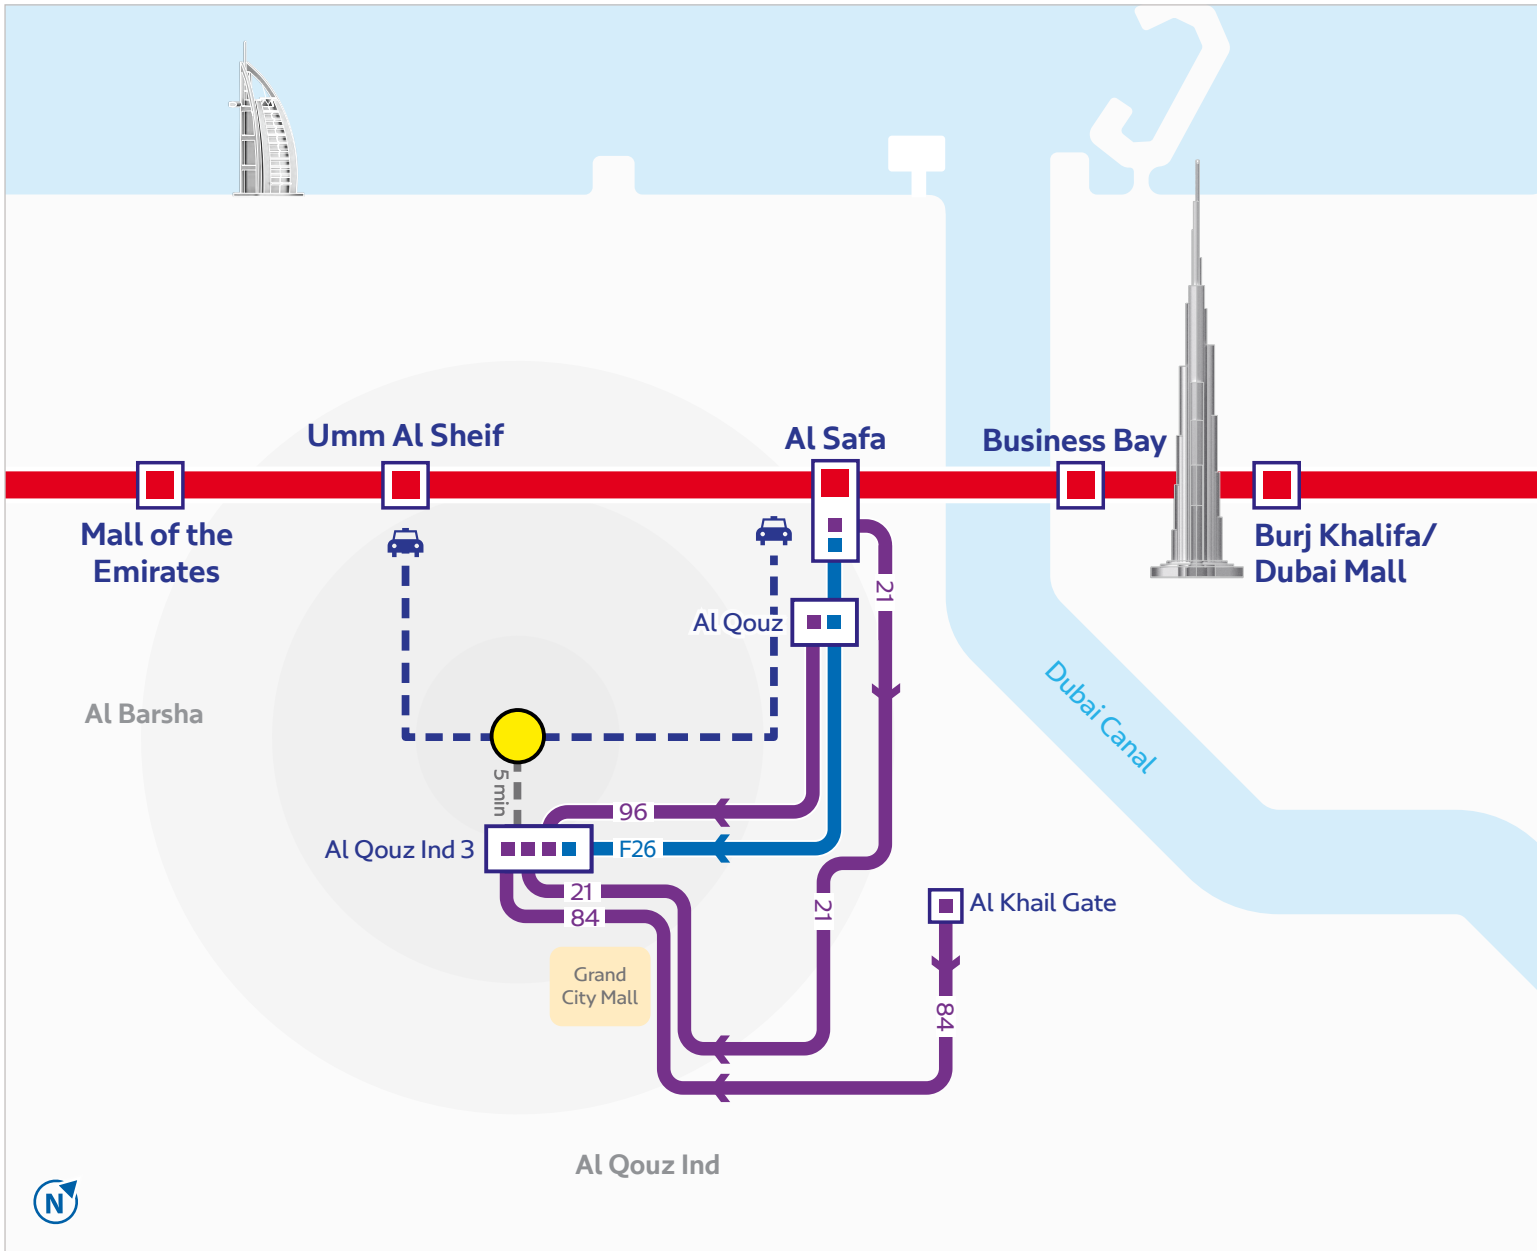 Umm Al Sheif
Al Safa
Business Bay
Mall of the
Emirates
Burj Khalifa/
Dubai Mall
21
Al Qouz
Dubai Canal
Al Barsha
5 min
96
Al Qouz Ind 3
F26
21
84
21
Al Khail Gate
Grand
City Mall
84
Al Qouz Ind
N